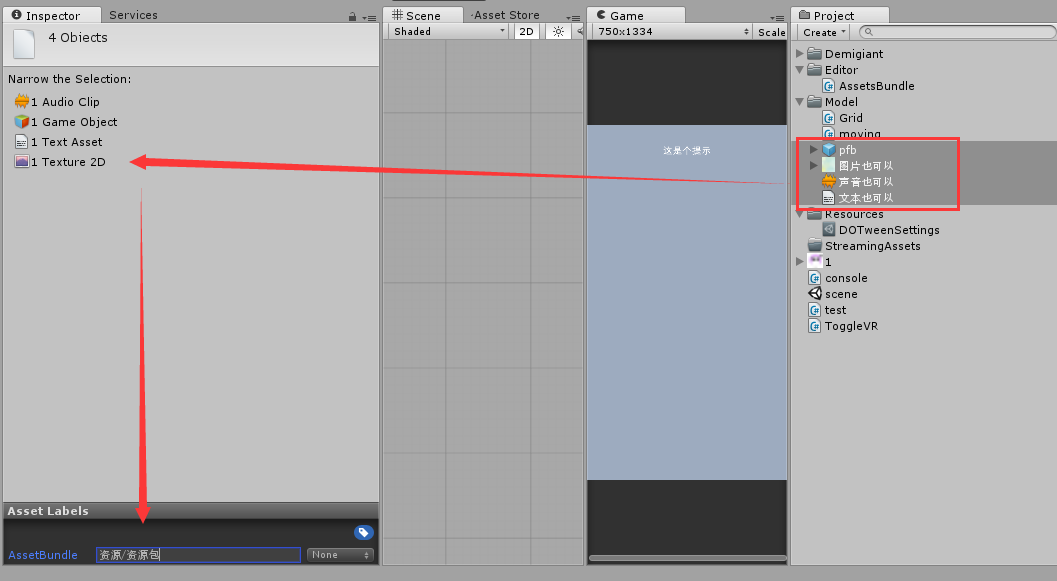 Inspector
Services
4 Objects
Narrow the Selection:
1 Audio Clip
1 Game Object
1 Text Asset
1 Texture 2D
Asset Labels
AssetBundle
资源/资源包
None
Scene
Asset Store
Shaded
2D
Game
750x1334
Scale
这是个提示
Project
Create
Demigiant
Editor
AssetsBundle
Model
Grid
moving
pfb
图片也可以
声音也可以
文本也可以
Resources
DOTweenSettings
StreamingAssets
1
console
scene
test
ToggleVR